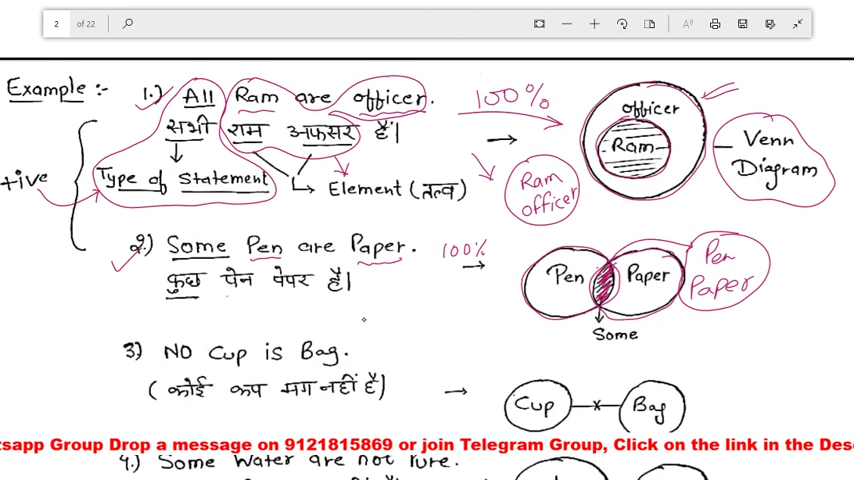 2 of 22
Example :-
1.) All Ram are officer.
100%
सभी राम अफसर हैं|
officer
Ram
Venn
Diagram
+ive
Type of Statement
Element (तत्व)
Ram
officer
2.) Some Pen are Paper.
100%
कुछ पेन पेपर है|
Pen
Paper
Pen
Paper
Some
3) NO Cup is Bag.
(कोई कप मग नहीं है|
Cup
x
Bag
tsapp Group Drop a message on 9121815869 or join Telegram Group, Click on the link in the Des
4.) Some Water are not Pure.